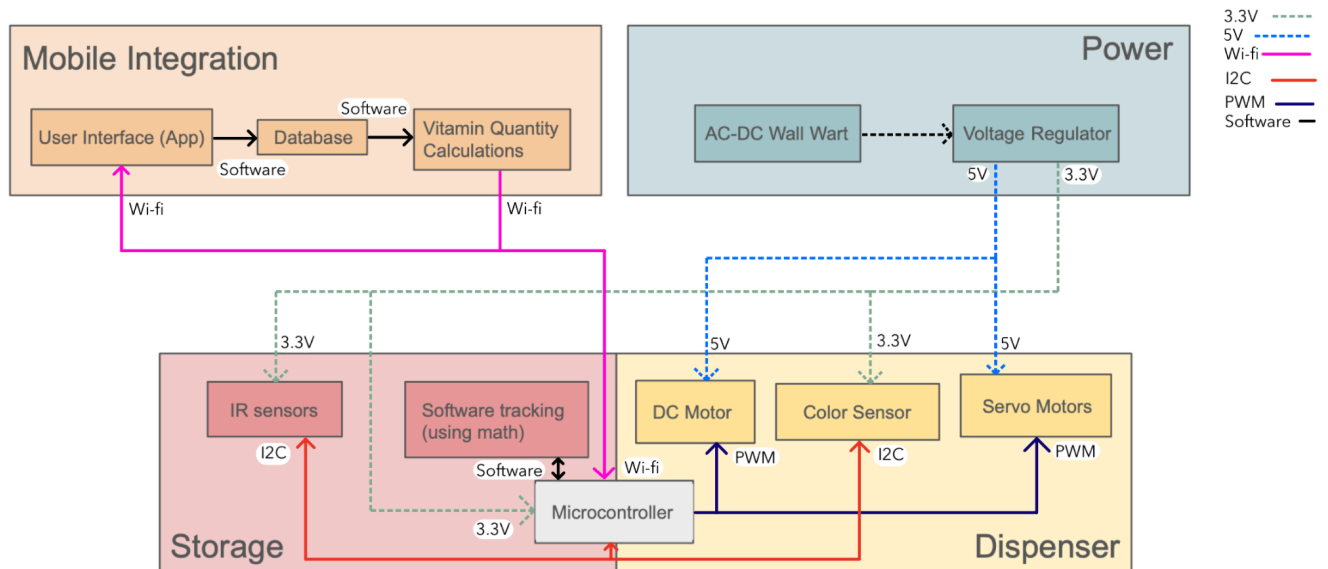 3.3V
5V
Wi-fi
I2C
PWM
Software
Mobile Integration
User Interface (App)
Software
Database
Software
Vitamin Quantity
Calculations
Wi-fi
Wi-fi
Power
AC-DC Wall Wart
Voltage Regulator
5V
3.3V
3.3V
5V
3.3V
5V
IR sensors
I2C
Software tracking
(using math)
Software
Wi-fi
DC Motor
PWM
Color Sensor
I2C
Servo Motors
PWM
Microcontroller
3.3V
Storage
Dispenser